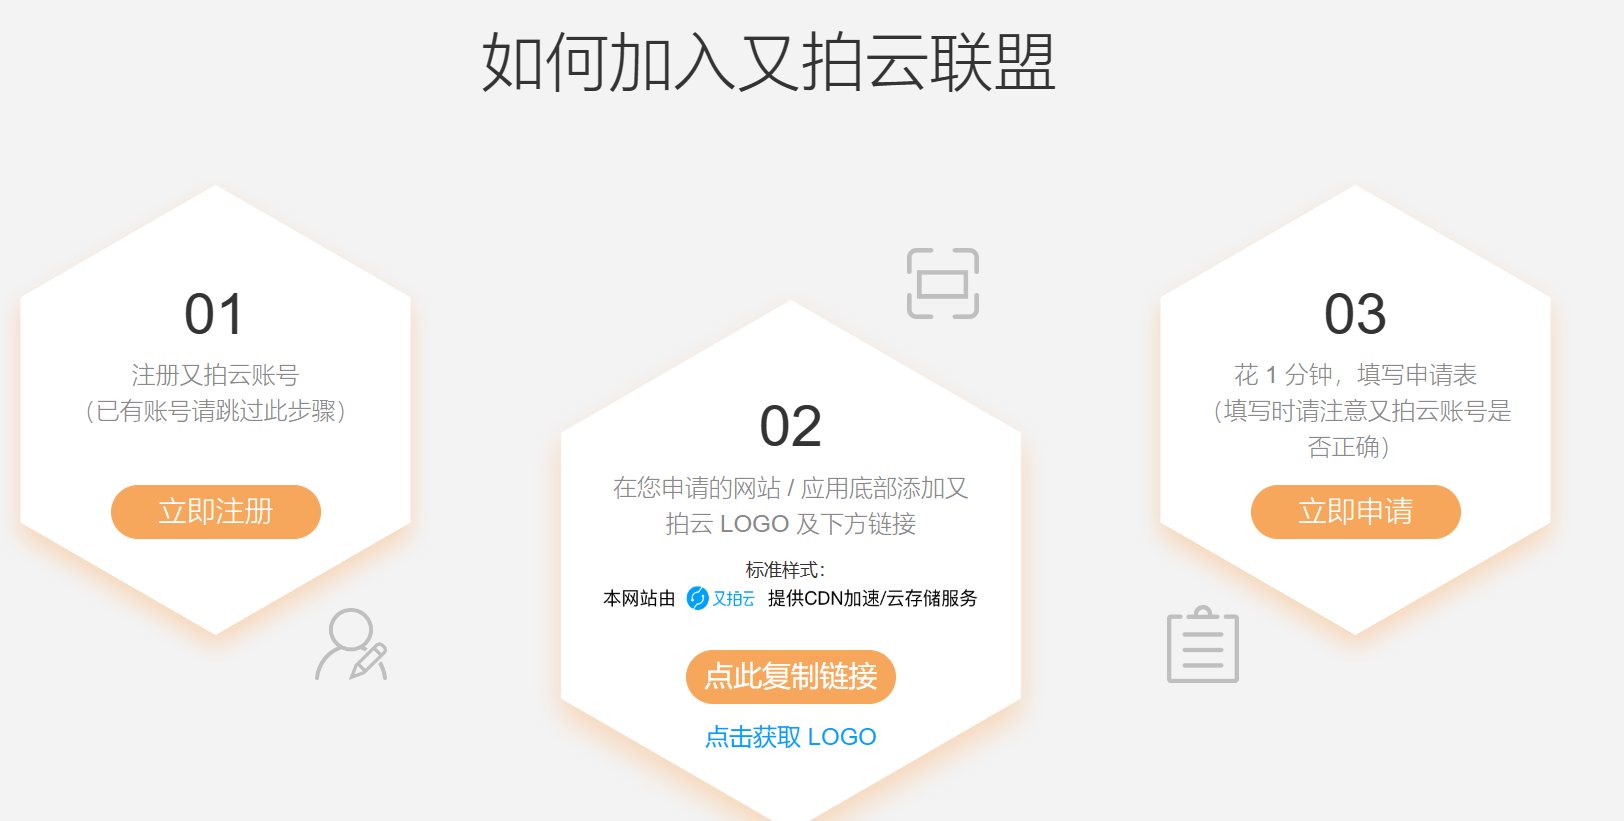 如何加入又拍云联盟
01
注册又拍云账号
（已有账号请跳过此步骤）
立即注册
02
在您申请的网站 / 应用底部添加又
拍云 LOGO 及下方链接
标准样式：
本网站由 又拍云 提供CDN加速/云存储服务
点此复制链接
点击获取 LOGO
03
花 1 分钟，填写申请表
（填写时请注意又拍云账号是
否正确）
立即申请